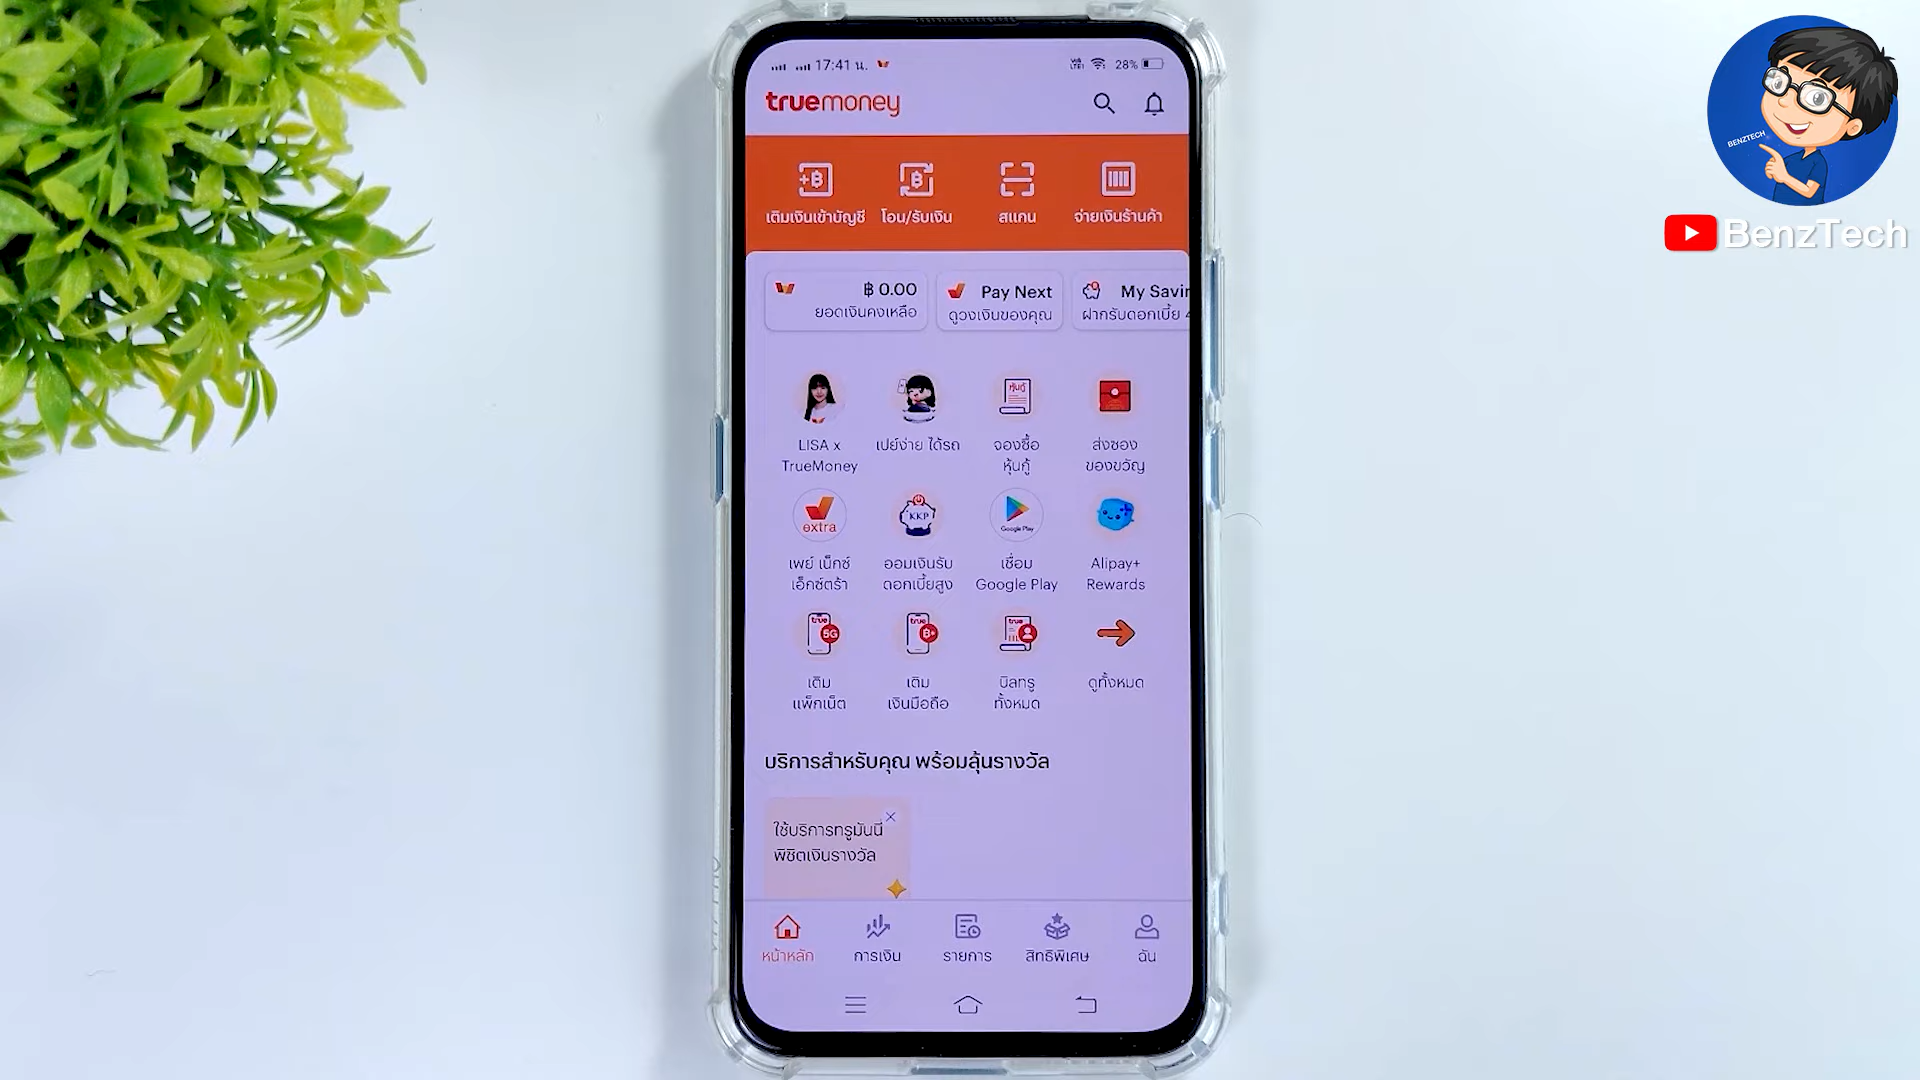 17:41 น.
28%
truemoney
เติมเงินเข้าบัญชี
โอน/รับเงิน
สแกน
จ่ายเงินร้านค้า
฿ 0.00
ยอดเงินคงเหลือ
Pay Next
ดูวงเงินของคุณ
My Savin
ฝากรับดอกเบี้ย 4
LISA x
TrueMoney
เปย์ง่าย ได้รถ
หุ้นกู้
จองซื้อ
หุ้นกู้
ส่งซอง
ของขวัญ
extra
เพย์ เน็กซ์
เอ็กซ์ตร้า
KKP
ออมเงินรับ
ดอกเบี้ยสูง
Google Play
เชื่อม
Google Play
Alipay+
Rewards
true
5G
เติม
แพ็กเน็ต
true
฿+
เติม
เงินมือถือ
true
บิลทรู
ทั้งหมด
ดูทั้งหมด
บริการสำหรับคุณ พร้อมลุ้นรางวัล
ใช้บริการทรูมันนี่
พิชิตเงินรางวัล
หน้าหลัก
การเงิน
รายการ
สิทธิพิเศษ
ฉัน
BENZTECH
BenzTech